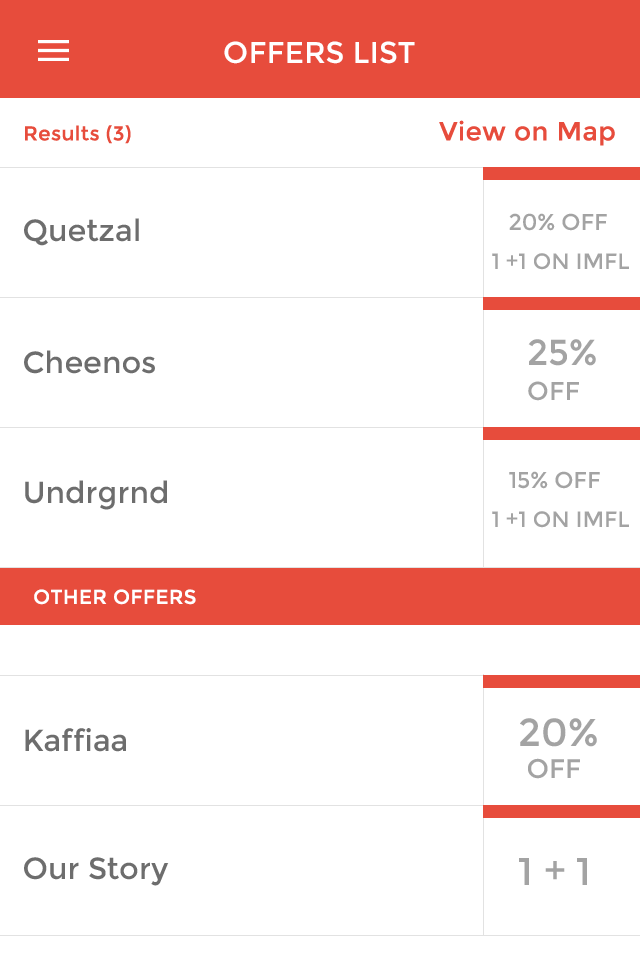 OFFERS LIST
Results (3)
View on Map
Quetzal
20% OFF
1 +1 ON IMFL
Cheenos
25%
OFF
Undrgrnd
15% OFF
1 +1 ON IMFL
OTHER OFFERS
Kaffiaa
20%
OFF
Our Story
1 + 1